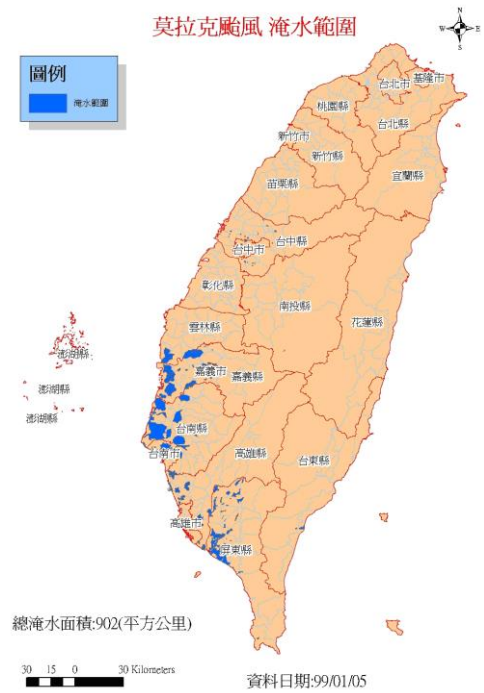 莫拉克颱風 淹水範圍
N
W E
S
圖例
淹水範圍
基隆市
台北市
桃園縣
台北縣
新竹市
新竹縣
宜蘭縣
苗栗縣
台中縣
台中市
彰化縣
南投縣
花蓮縣
雲林縣
澎湖縣
嘉義市
嘉義縣
澎湖縣
澎湖縣
台南縣
台南市
高雄縣
台東縣
高雄市
屏東縣
總淹水面積:902(平方公里)
30 15 0 30 Kilometers
資料日期:99/01/05